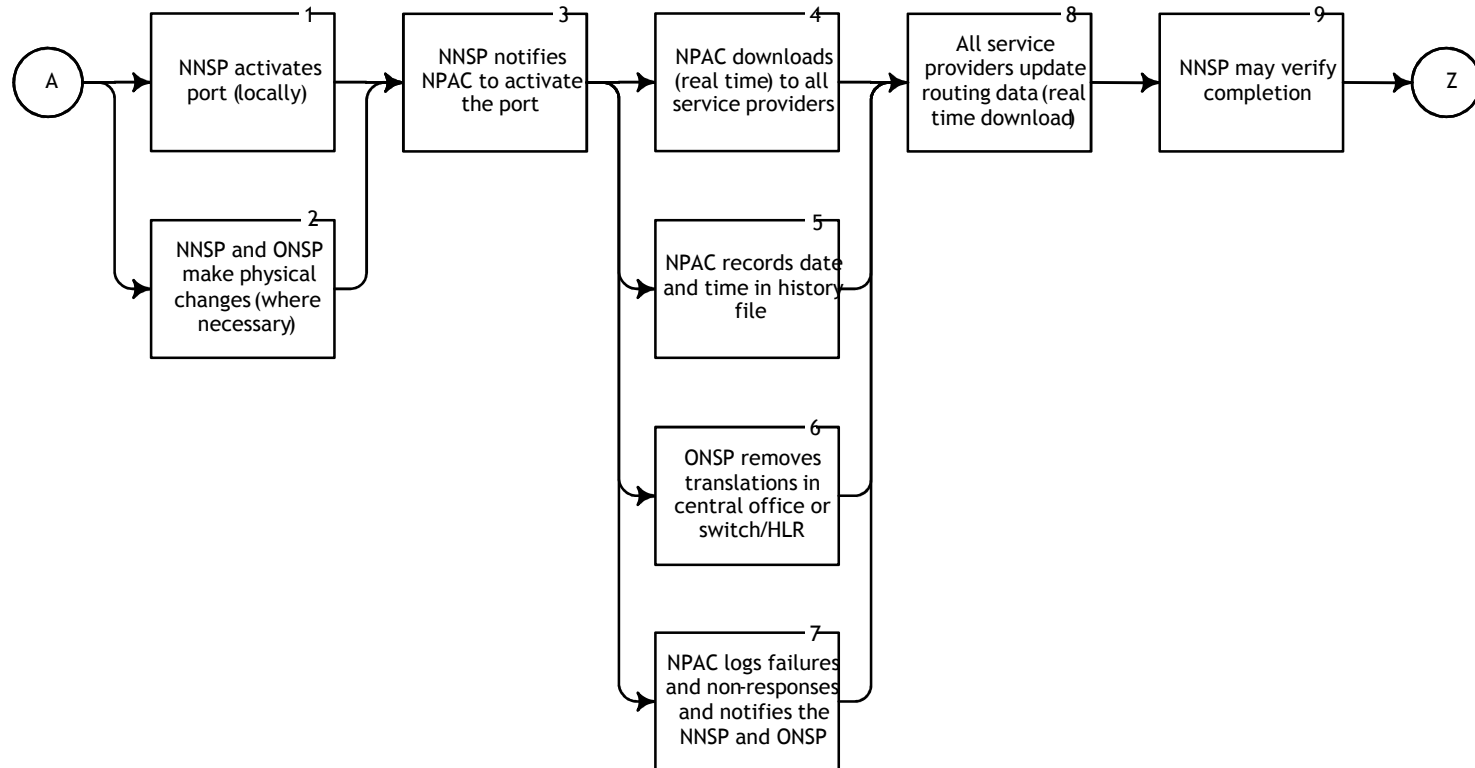 A
1
NNSP activates
port (locally)
2
NNSP and ONSP
make physical
changes (where
necessary)
3
NNSP notifies
NPAC to activate
the port
4
NPAC downloads
(real time) to all
service providers
5
NPAC records date
and time in history
file
6
ONSP removes
translations in
central office or
switch/HLR
7
NPAC logs failures
and non-responses
and notifies the
NNSP and ONSP
8
All service
providers update
routing data (real
time download)
9
NNSP may verify
completion
Z